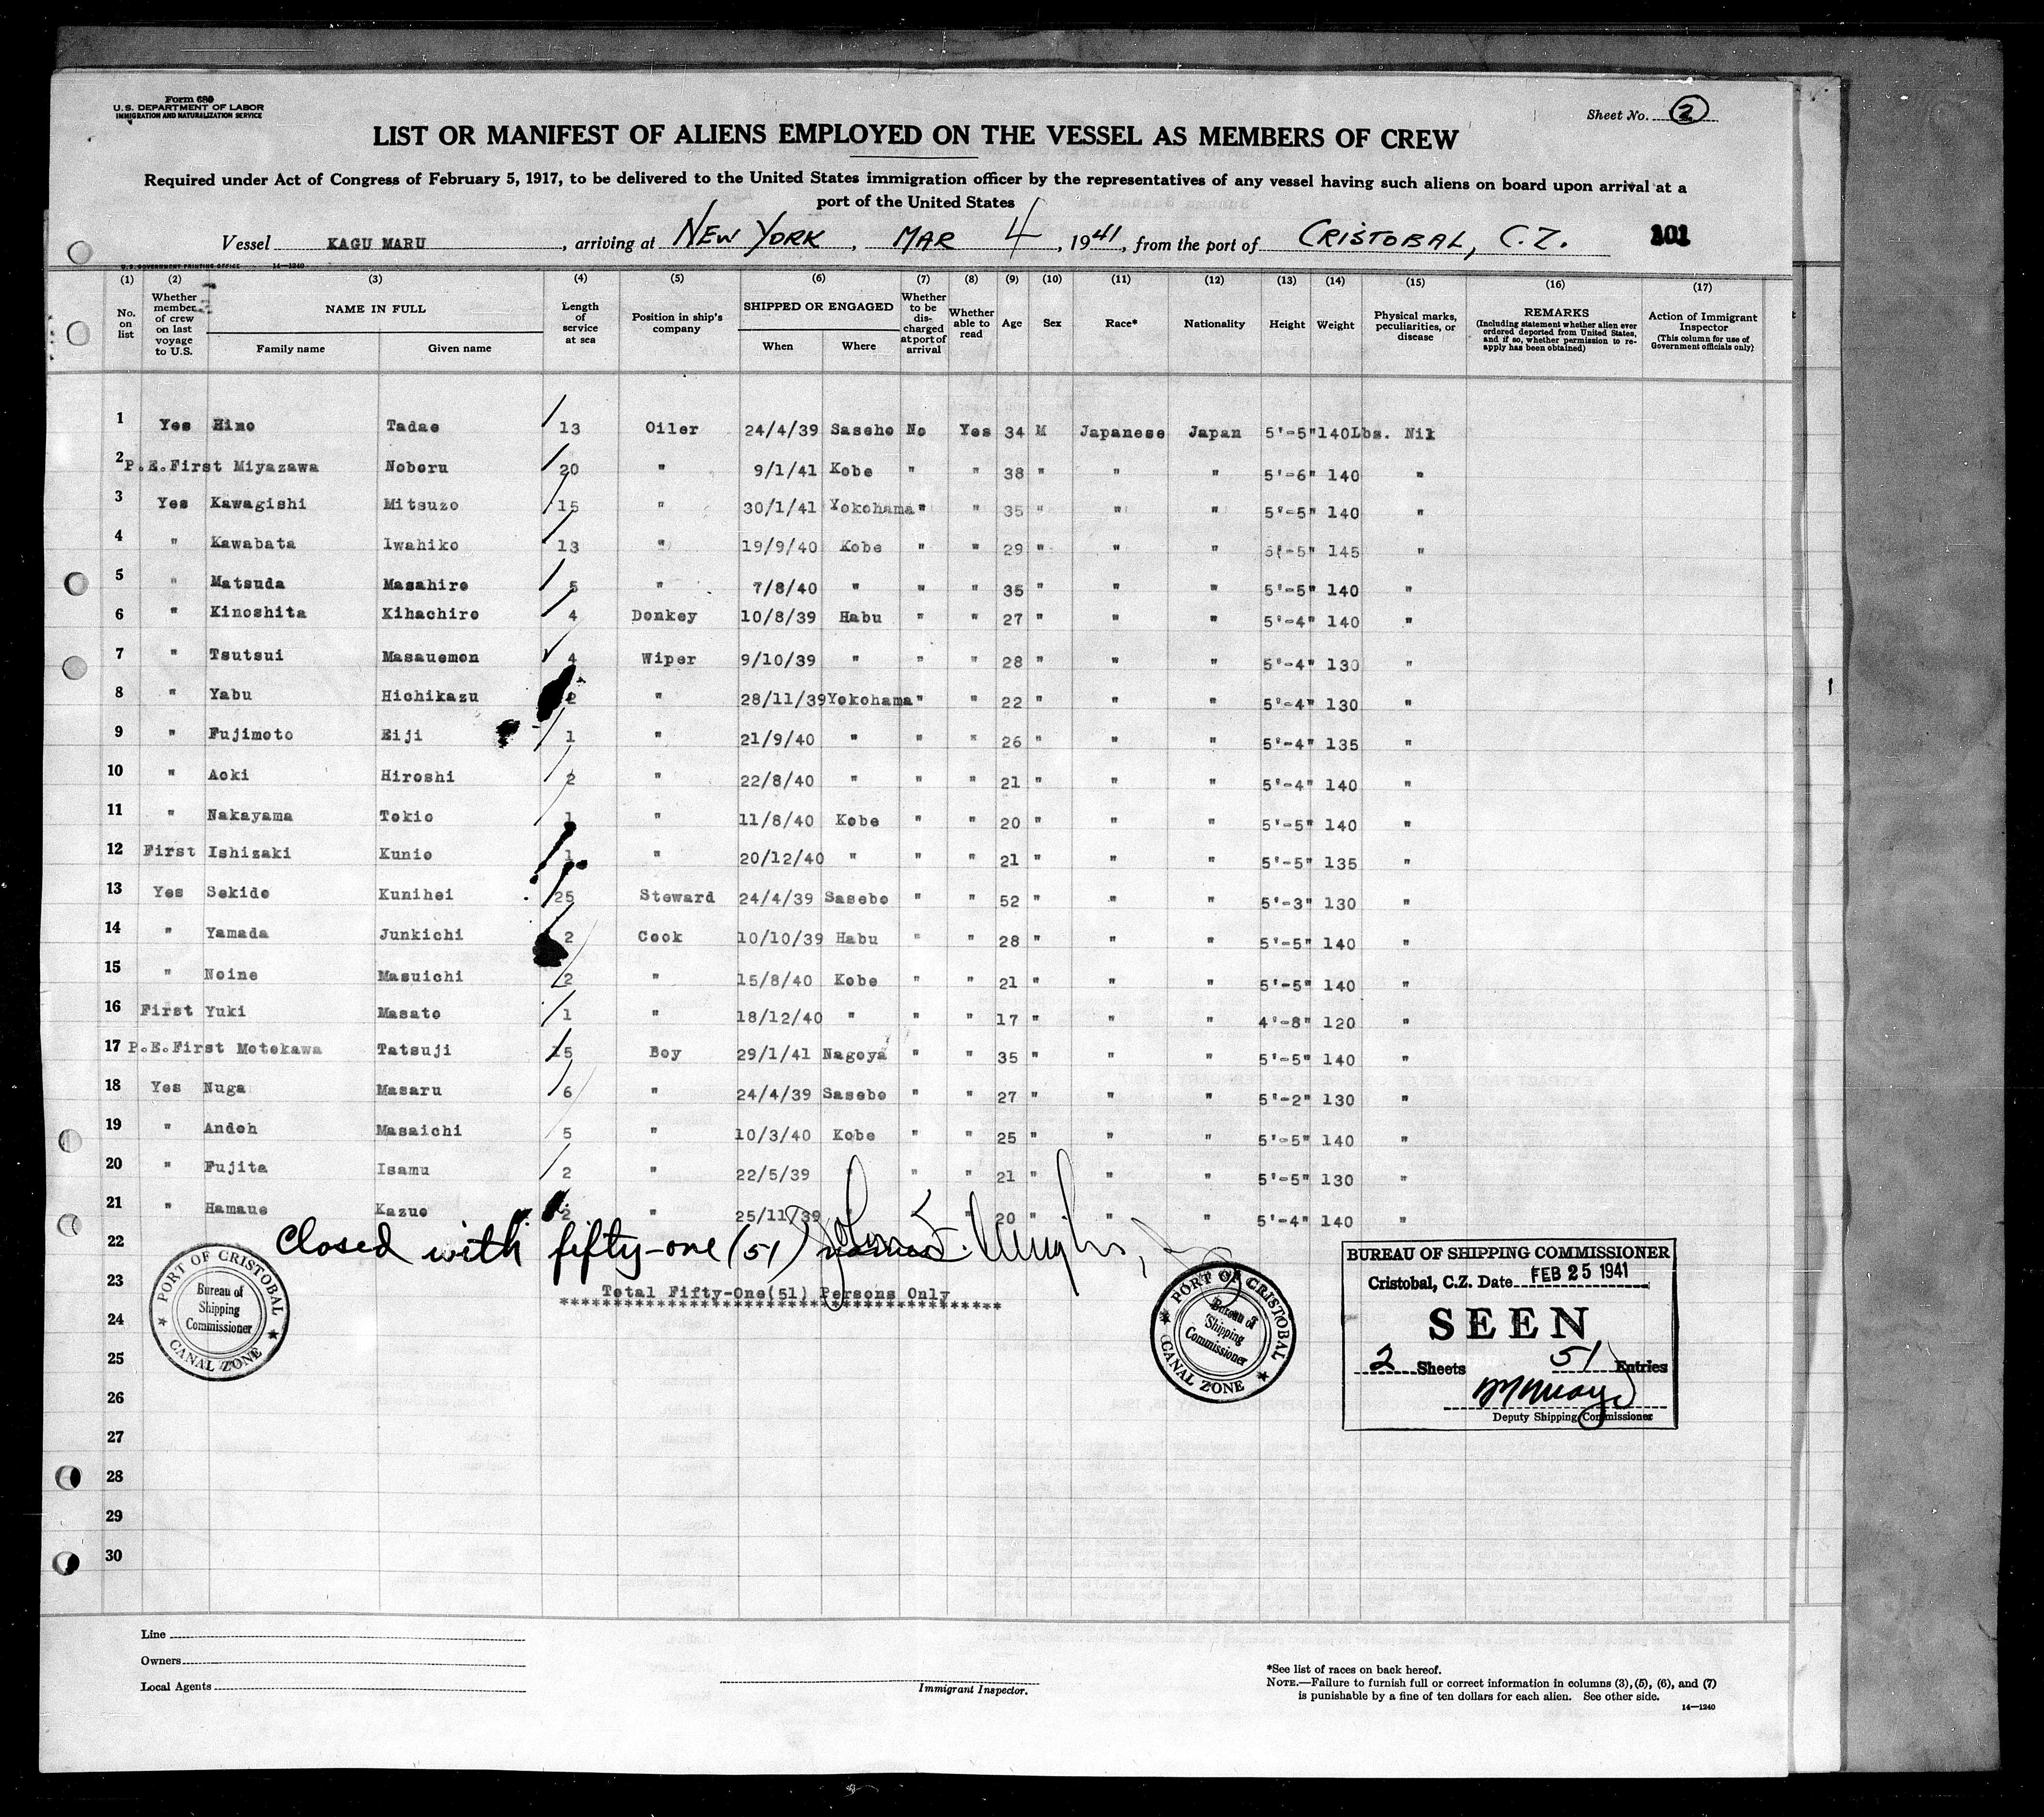 Form 680
U.S. DEPARTMENT OF LABOR
IMMIGRATION AND NATURALIZATION SERVICE
Sheet No. 2
LIST OR MANIFEST OF ALIENS EMPLOYED ON THE VESSEL AS MEMBERS OF CREW
Required under Act of Congress of February 5, 1917, to be delivered to the United States immigration officer by the representatives of any vessel having such aliens on board upon arrival at a
port of the United States
Vessel KAGU MARU, arriving at NEW YORK, MAR 4, 1941, from the port of CRISTOBAL, C.Z. 101
U.S. GOVERNMENT PRINTING OFFICE 14-1240
(1) (2) (3) (4) (5) (6) (7) (8) (9) (10) (11) (12) (13) (14) (15) (16) (17)
No. on list
Whether member of crew on last voyage to U.S.
NAME IN FULL
Family name
Given name
Length of service at sea
Position in ship's company
SHIPPED OR ENGAGED
When
Where
Whether to be discharged at port of arrival
Whether able to read
Age
Sex
Race*
Nationality
Height
Weight
Physical marks, peculiarities, or disease
REMARKS
(Including statement whether alien ever ordered deported from United States, and if so, whether permission to reapply has been obtained)
Action of Immigrant Inspector
(This column for use of Government officials only)
1 Yes Hino Tadae 13 Oiler 24/4/39 Saseho No Yes 34 M Japanese Japan 5'-5" 140Lbs. Nil
2 P.E.First Miyazawa Noboru 20 " 9/1/41 Kobe " " 38 " " " 5'-6" 140 "
3 Yes Kawagishi Mitsuzo 15 " 30/1/41 Yokohama " " 35 " " " 5'-5" 140 "
4 " Kawabata Iwahiko 13 " 19/9/40 Kobe " " 29 " " " 5'-5" 145 "
5 " Matsuda Masahiro 5 " 7/8/40 " " " 35 " " " 5'-5" 140 "
6 " Kinoshita Kihachiro 4 Donkey 10/8/39 Habu " " 27 " " " 5'-4" 140 "
7 " Tsutsui Masauemon 4 Wiper 9/10/39 " " " 28 " " " 5'-4" 130 "
8 " Yabu Hichikazu 2 " 28/11/39 Yokohama " " 22 " " " 5'-4" 130 "
9 " Fujimoto Eiji 1 " 21/9/40 " " " 26 " " " 5'-4" 135 "
10 " Aoki Hiroshi 2 " 22/8/40 " " " 21 " " " 5'-4" 140 "
11 " Nakayama Tokio 1 " 11/8/40 Kobe " " 20 " " " 5'-5" 140 "
12 First Ishizaki Kunio 1 " 20/12/40 " " " 21 " " " 5'-5" 135 "
13 Yes Sekido Kunihei 25 Steward 24/4/39 Sasebo " " 52 " " " 5'-3" 130 "
14 " Yamada Junkichi 2 Cook 10/10/39 Habu " " 28 " " " 5'-5" 140 "
15 " Noine Masuichi 2 " 15/8/40 Kobe " " 21 " " " 5'-5" 140 "
16 First Yuki Masato 1 " 18/12/40 " " " 17 " " " 4'-8" 120 "
17 P.E.First Motokawa Tatsuji 15 Boy 29/1/41 Nagoya " " 35 " " " 5'-5" 140 "
18 Yes Nuga Masaru 6 " 24/4/39 Sasebo " " 27 " " " 5'-2" 130 "
19 " Andoh Masaichi 5 " 10/3/40 Kobe " " 25 " " " 5'-5" 140 "
20 " Fujita Isamu 2 " 22/5/39 " " " 21 " " " 5'-5" 130 "
21 " Hamaue Kazuo 2 " 25/11/39 " " 20 " " " 5'-4" 140 "
22 Closed with fifty-one (51) names.
23 Total Fifty-One(51) Persons Only
24
25
26
27
28
29
30
PORT OF CRISTOBAL
Bureau of
Shipping
Commissioner
CANAL ZONE
PORT OF CRISTOBAL
Bureau of
Shipping
Commissioner
CANAL ZONE
BUREAU OF SHIPPING COMMISSIONER
Cristobal, C.Z. Date FEB 25 1941
SEEN
2 Sheets 51 Entries
Deputy Shipping Commissioner
Line
Owners
Local Agents
Immigrant Inspector.
*See list of races on back hereof.
NOTE.—Failure to furnish full or correct information in columns (3), (5), (6), and (7)
is punishable by a fine of ten dollars for each alien. See other side.
14—1240